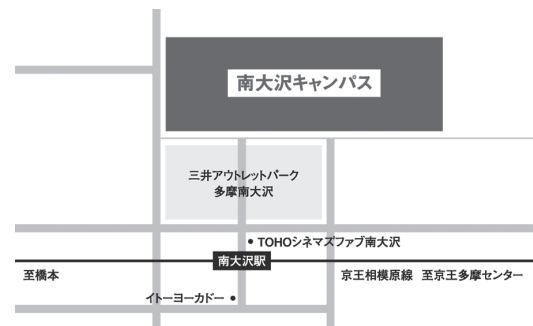 南大沢キャンパス
三井アウトレットパーク
多摩南大沢
TOHOシネマズファブ南大沢
南大沢駅
至橋本
京王相模原線 至京王多摩センター
イトーヨーカドー